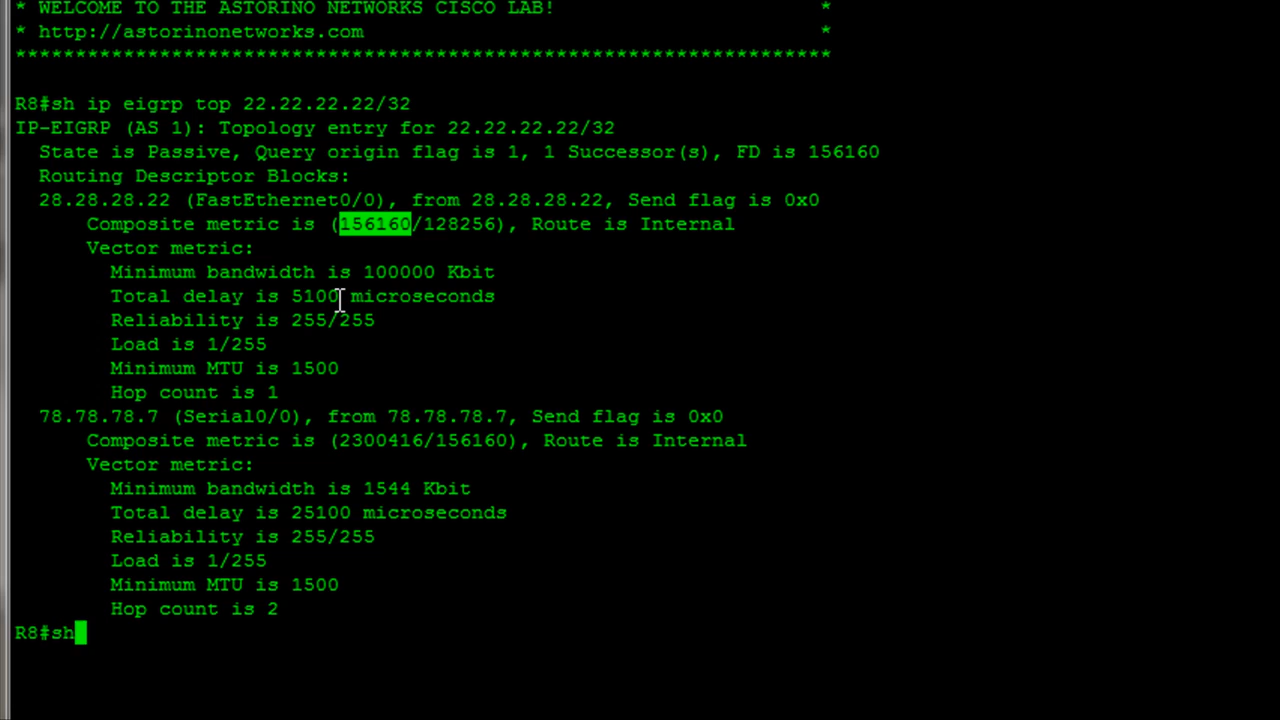 * WELCOME TO THE ASTORINO NETWORKS CISCO LAB! *
* http://astorinonetworks.com *
********************************************************************
R8#sh ip eigrp top 22.22.22.22/32
IP-EIGRP (AS 1): Topology entry for 22.22.22.22/32
State is Passive, Query origin flag is 1, 1 Successor(s), FD is 156160
Routing Descriptor Blocks:
28.28.28.22 (FastEthernet0/0), from 28.28.28.22, Send flag is 0x0
Composite metric is (156160/128256), Route is Internal
Vector metric:
Minimum bandwidth is 100000 Kbit
Total delay is 5100 microseconds
Reliability is 255/255
Load is 1/255
Minimum MTU is 1500
Hop count is 1
78.78.78.7 (Serial0/0), from 78.78.78.7, Send flag is 0x0
Composite metric is (2300416/156160), Route is Internal
Vector metric:
Minimum bandwidth is 1544 Kbit
Total delay is 25100 microseconds
Reliability is 255/255
Load is 1/255
Minimum MTU is 1500
Hop count is 2
R8#sh